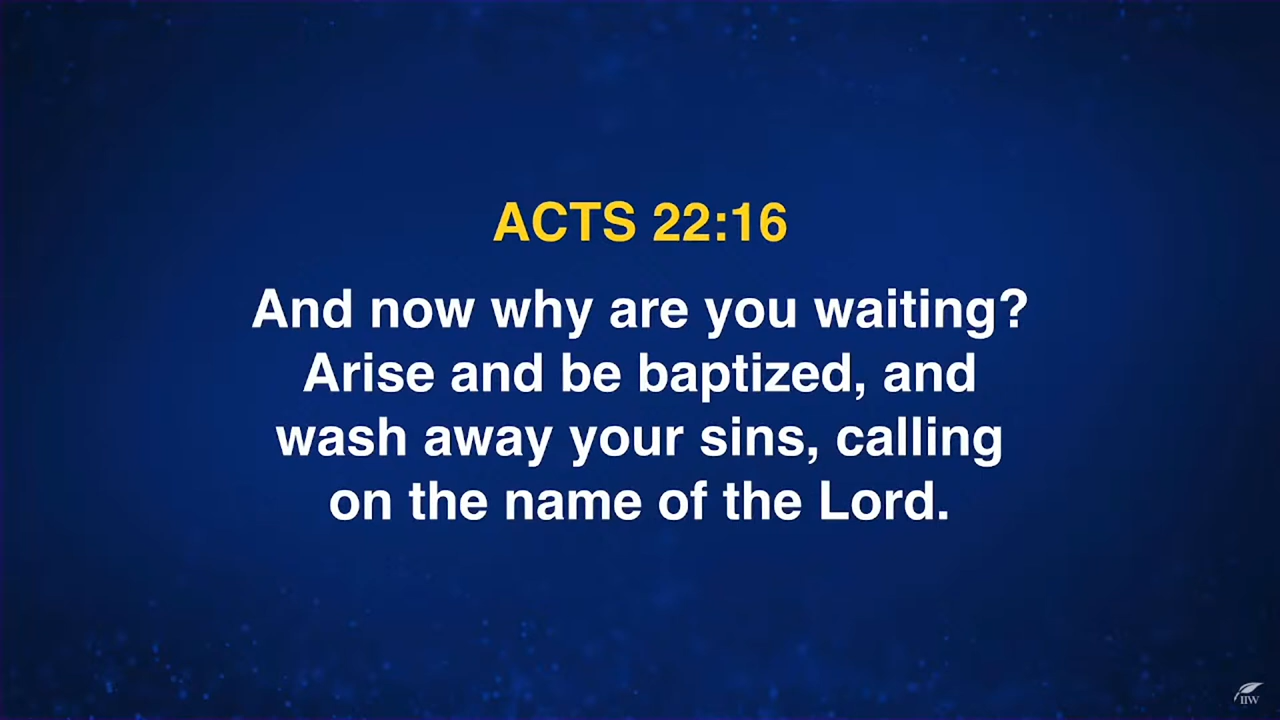 ACTS 22:16
And now why are you waiting?
Arise and be baptized, and
wash away your sins, calling
on the name of the Lord.
IIW